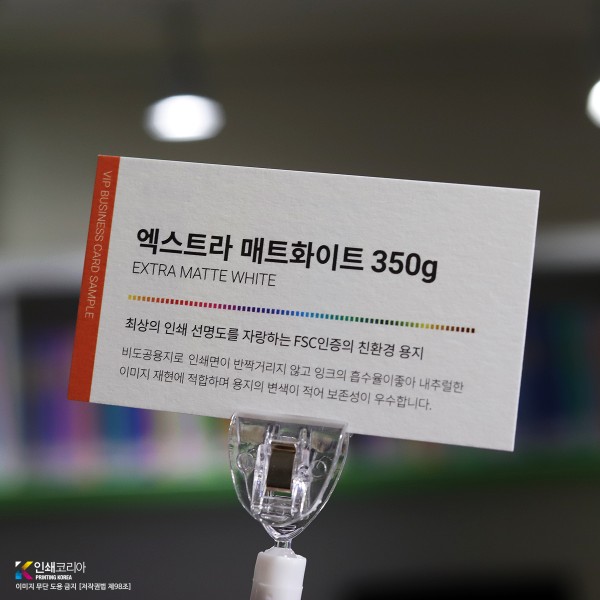 VIP BUSINESS CARD SAMPLE
엑스트라 매트화이트 350g
EXTRA MATTE WHITE
최상의 인쇄 선명도를 자랑하는 FSC인증의 친환경 용지
비도공용지로 인쇄면이 반짝거리지 않고 잉크의 흡수율이좋아 내추럴한
이미지 재현에 적합하며 용지의 변색이 적어 보존성이 우수합니다.
인쇄코리아
PRINTING KOREA
이미지 무단 도용 금지 [저작권법 제98조]